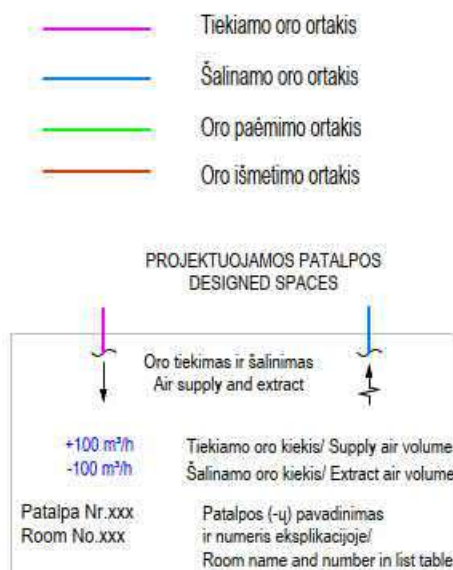 Tiekiamo oro ortakis
Šalinamo oro ortakis
Oro paėmimo ortakis
Oro išmetimo ortakis
PROJEKTUOJAMOS PATALPOS
DESIGNED SPACES
Oro tiekimas ir šalinimas
Air supply and extract
+100 m³/h Tiekiamo oro kiekis/ Supply air volume
-100 m³/h Šalinamo oro kiekis/ Extract air volume
Patalpa Nr.xxx Patalpos (-ų) pavadinimas
Room No.xxx ir numeris eksplikacijoje/
Room name and number in list table